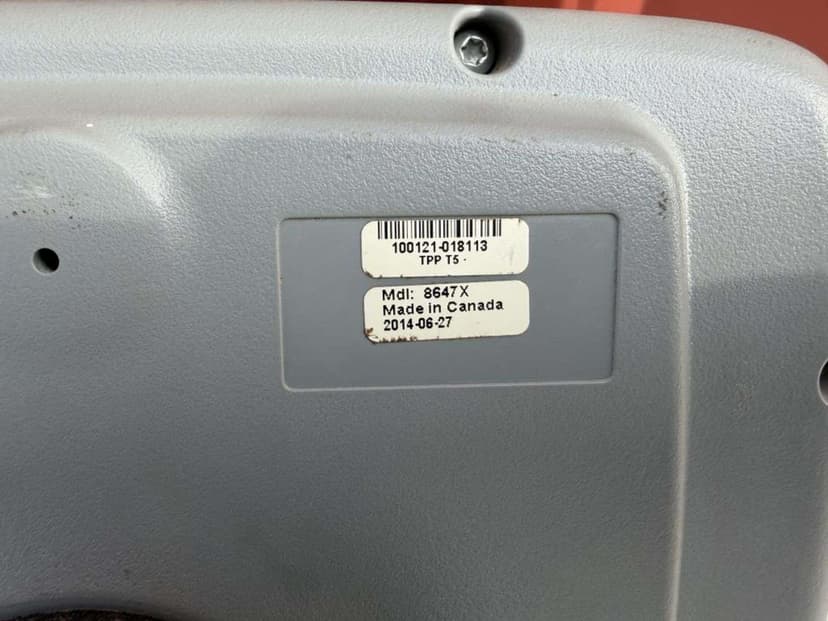 100121-018113
TPP T5 -
Mdl: 8647X
Made in Canada
2014-06-27